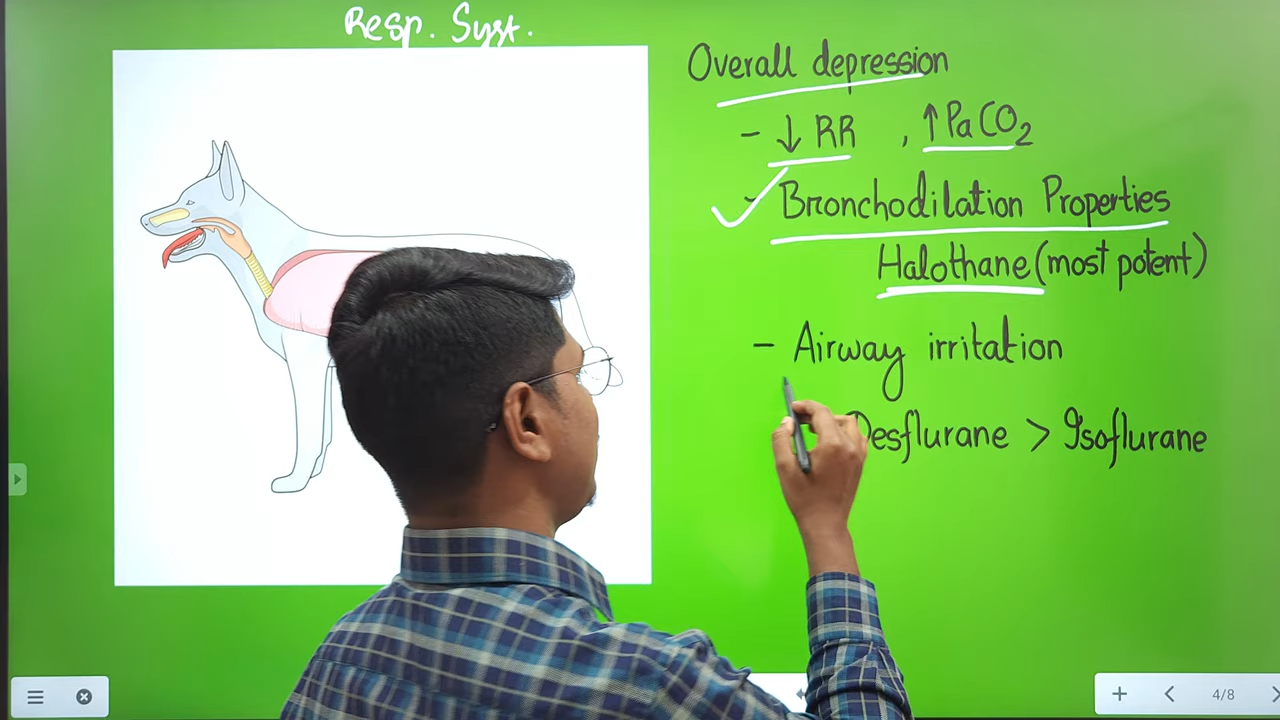 Resp. Syst.
Overall depression
- ↓ RR , ↑ PaCO₂
- Bronchodilation Properties
Halothane (most potent)
- Airway irritation
Desflurane > Isoflurane
4/8